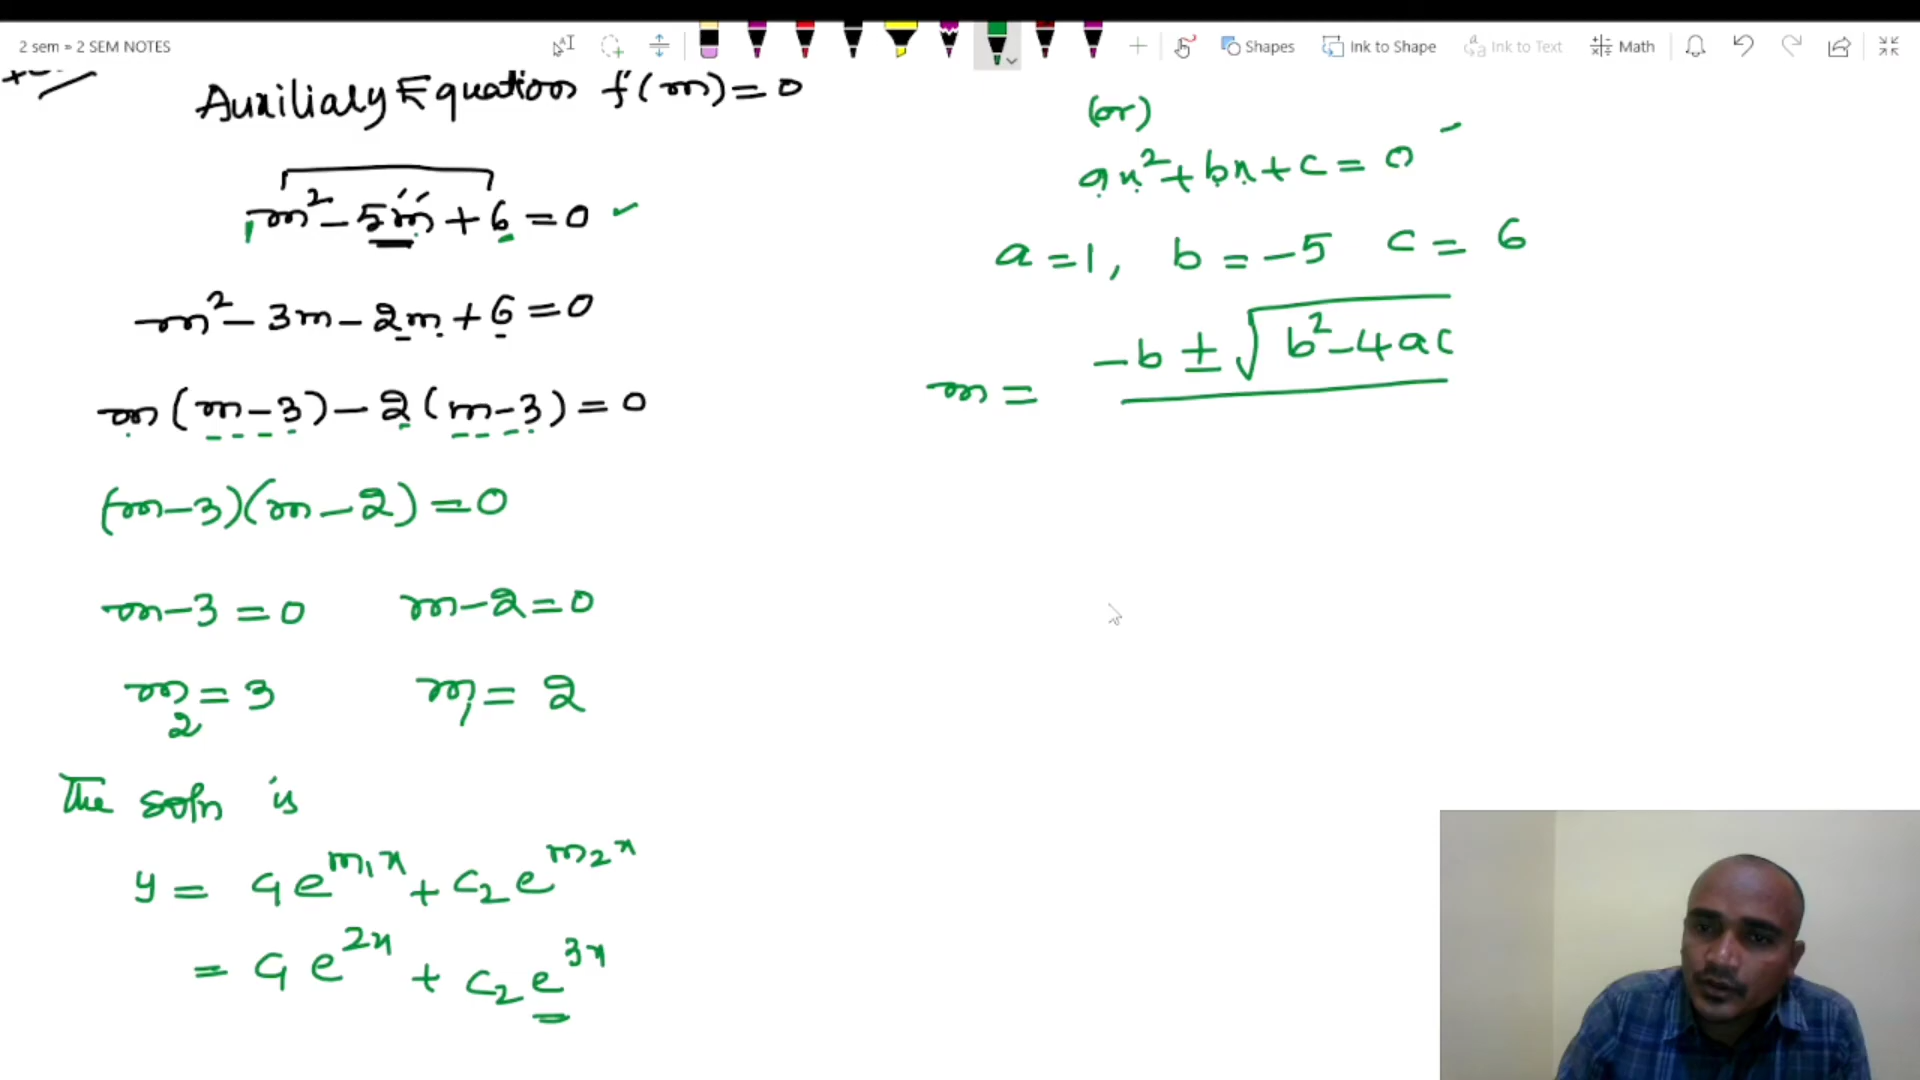 2 sem » 2 SEM NOTES
Shapes Ink to Shape Ink to Text Math
Auxilialy Equation f(m)=0
m²-5m+6=0
m²-3m-2m+6=0
m(m-3)-2(m-3)=0
(m-3)(m-2)=0
m-3=0 m-2=0
m₂=3 m₁=2
The soln is
y= C₁e^{m₁x}+C₂e^{m₂x}
= C₁e^{2x}+C₂e^{3x}
(or)
ax²+bx+c=0
a=1, b=-5 c=6
m= -b±√b²-4ac